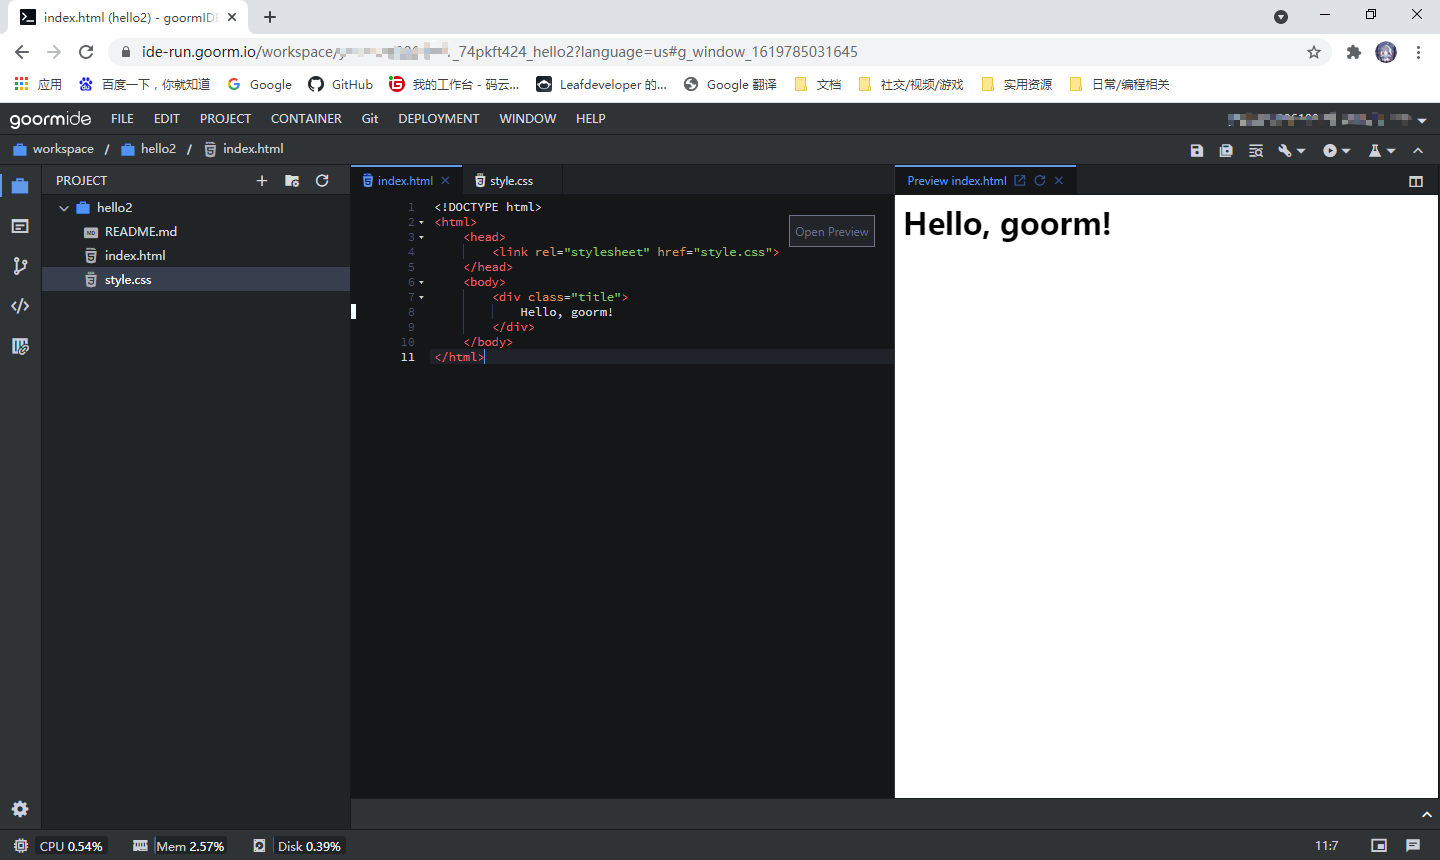 index.html (hello2) - goormIDE
ide-run.goorm.io/workspace/ _74pkft424_hello2?language=us#g_window_1619785031645
应用 百度一下，你就知道 Google GitHub 我的工作台 - 码云... Leafdeveloper 的... Google 翻译 文档 社交/视频/游戏 实用资源 日常/编程相关
goormide FILE EDIT PROJECT CONTAINER Git DEPLOYMENT WINDOW HELP
workspace / hello2 / index.html
PROJECT
hello2
README.md
index.html
style.css
index.html style.css
1 <!DOCTYPE html>
2 <html>
3 <head>
4 <link rel="stylesheet" href="style.css">
5 </head>
6 <body>
7 <div class="title">
8 Hello, goorm!
9 </div>
10 </body>
11 </html>
Open Preview
Preview index.html
Hello, goorm!
CPU 0.54% Mem 2.57% Disk 0.39% 11:7